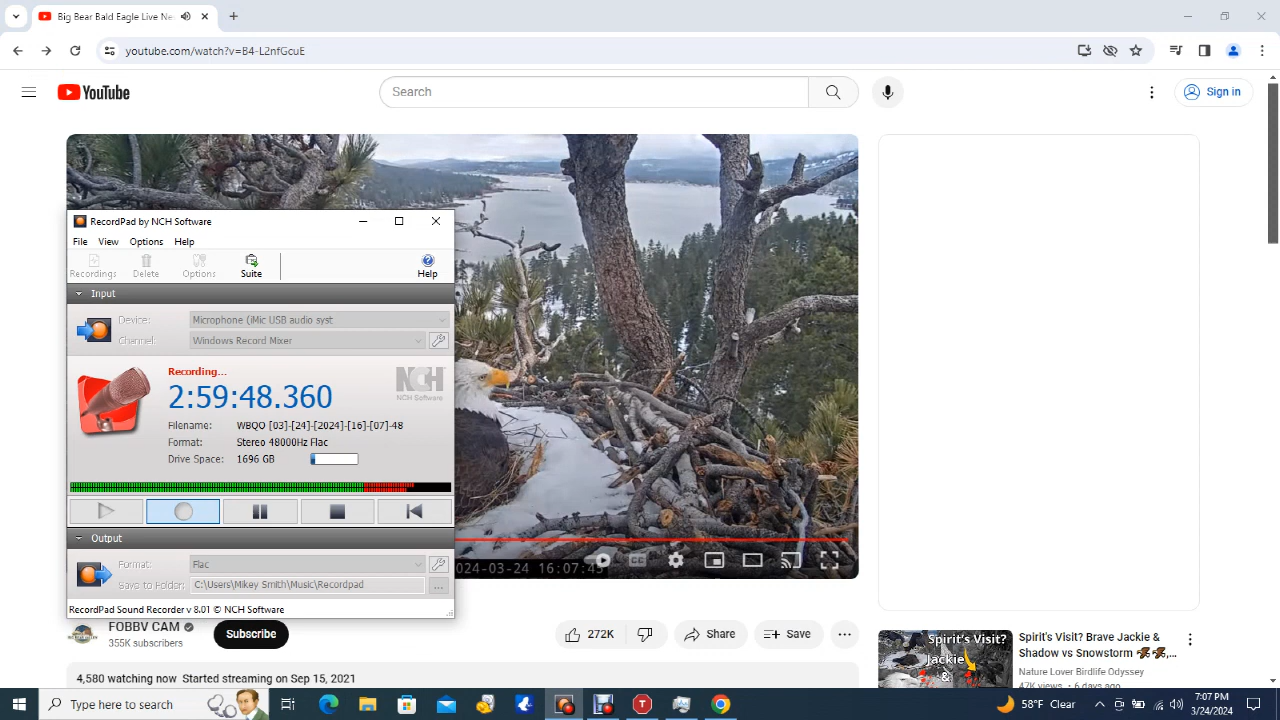 Big Bear Bald Eagle Live Ne
youtube.com/watch?v=B4-L2nfGcuE
YouTube
Search
Sign in
RecordPad by NCH Software
File View Options Help
Recordings Delete Options Suite Help
Input
Device: Microphone (iMic USB audio syst
Channel: Windows Record Mixer
Recording...
2:59:48.360
NCH
NCH Software
Filename: WBQO [03]-[24]-[2024]-[16]-[07]-48
Format: Stereo 48000Hz Flac
Drive Space: 1696 GB
Output
Format: Flac
Save to Folder: C:\Users\Mikey Smith\Music\Recordpad
...
RecordPad Sound Recorder v 8.01 © NCH Software
CC
024-03-24 16:07:45
FOBBV CAM
355K subscribers
Subscribe
272K
Share
Save
4,580 watching now Started streaming on Sep 15, 2021
Spirit's Visit?
Jackie
&
Spirit's Visit? Brave Jackie &
Shadow vs Snowstorm 🦅🦅,...
Nature Lover Birdlife Odyssey
47K views • 6 days ago
Type here to search
T
58°F Clear
7:07 PM
3/24/2024